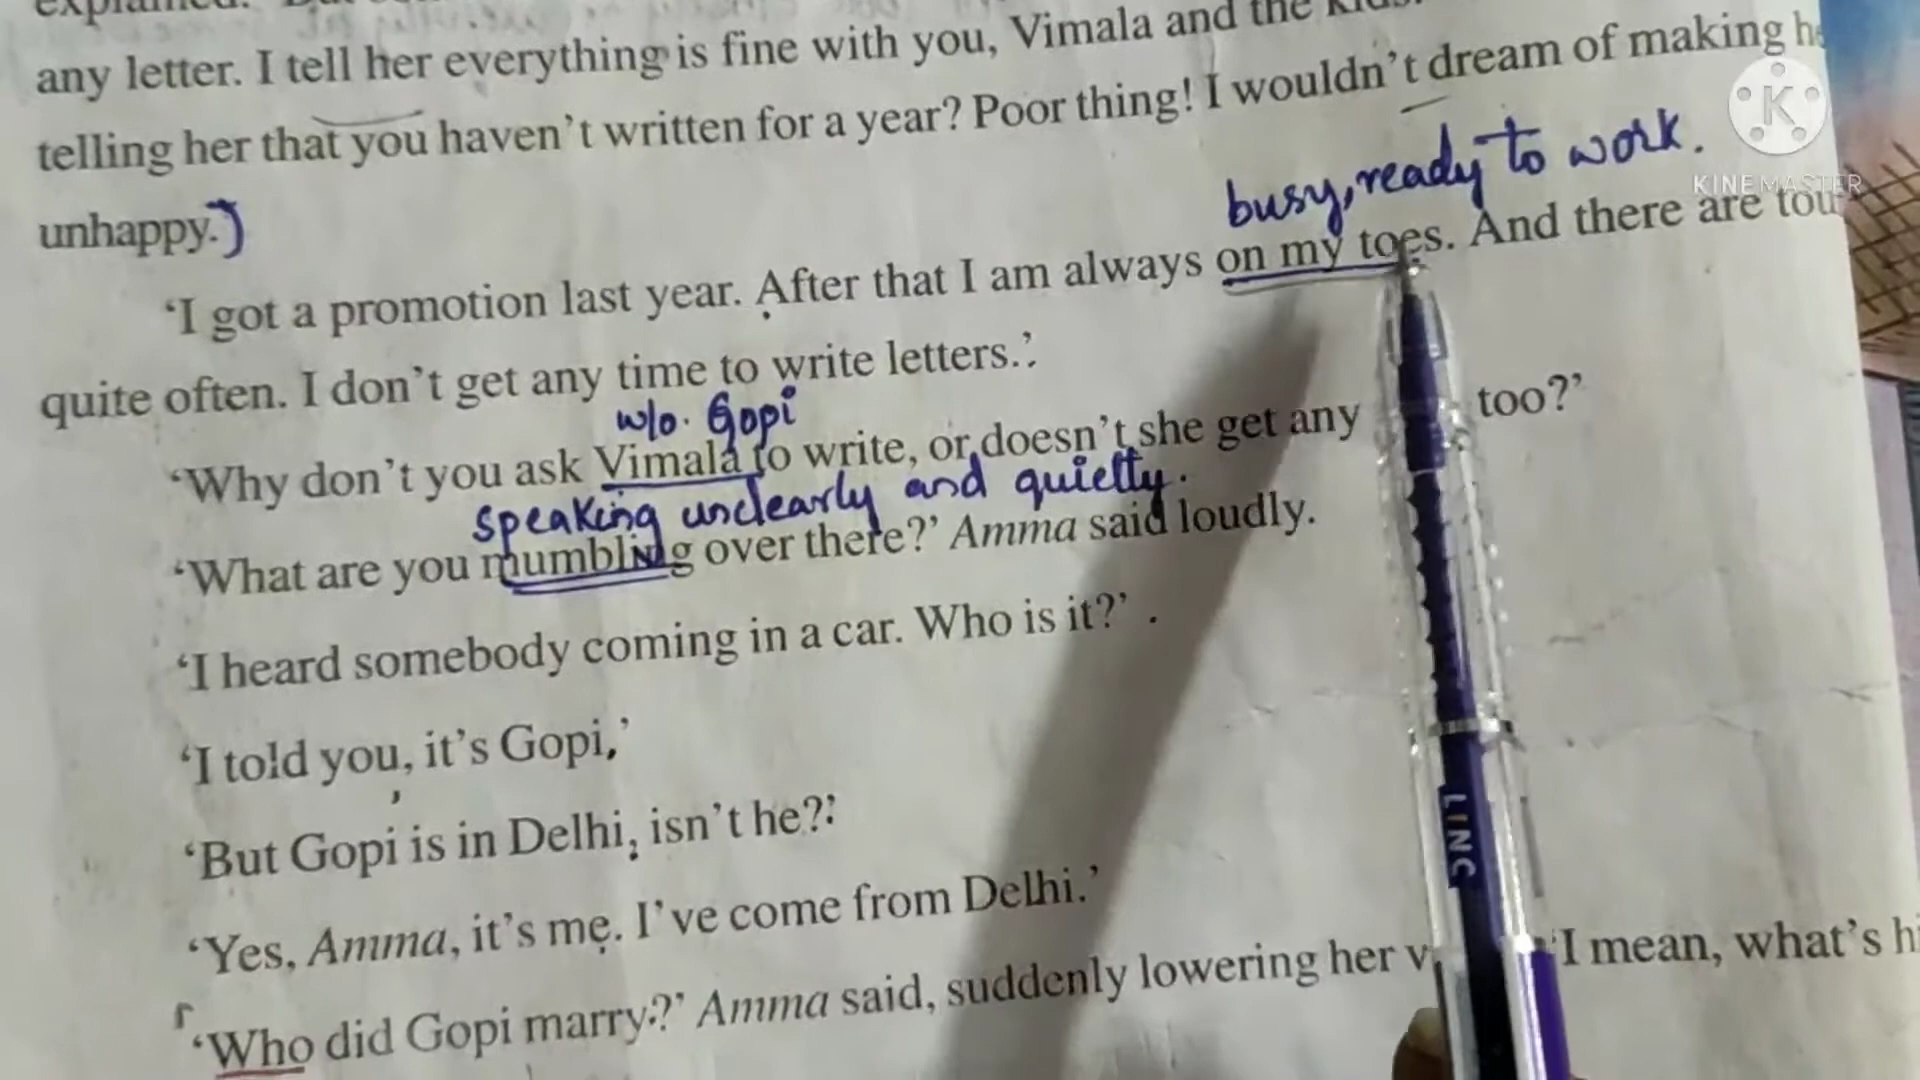 any letter. I tell her everything is fine with you, Vimala and the
telling her that you haven't written for a year? Poor thing! I wouldn't dream of making
busy, ready to work.
unhappy.)
KINEMASTER
'I got a promotion last year. After that I am always on my toes. And there are
quite often. I don't get any time to write letters.'
w/o. Gopi
'Why don't you ask Vimala to write, or doesn't she get any too?'
speaking unclearly and quietly.
'What are you mumbling over there?' Amma said loudly.
'I heard somebody coming in a car. Who is it?'
'I told you, it's Gopi,'
'But Gopi is in Delhi, isn't he?'
'Yes, Amma, it's me. I've come from Delhi.'
'Who did Gopi marry?' Amma said, suddenly lowering her 'I mean, what's
LINC